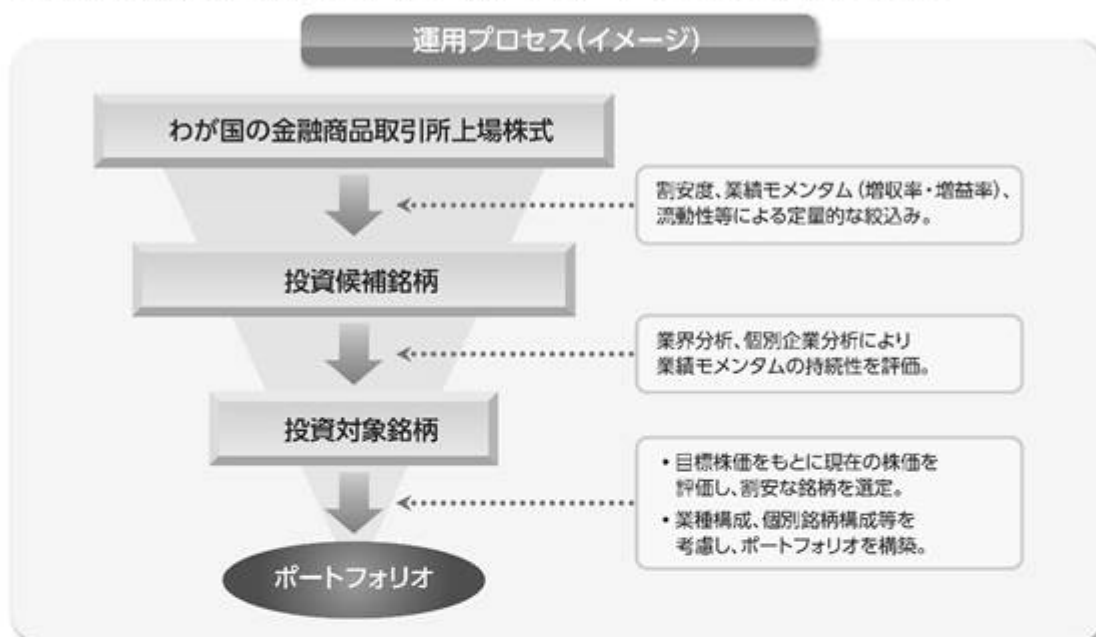 運用プロセス(イメージ)
わが国の金融商品取引所上場株式
割安度、業績モメンタム(増収率・増益率)、
流動性等による定量的な絞込み。
投資候補銘柄
業界分析、個別企業分析により
業績モメンタムの持続性を評価。
投資対象銘柄
・目標株価をもとに現在の株価を
評価し、割安な銘柄を選定。
・業種構成、個別銘柄構成等を
考慮し、ポートフォリオを構築。
ポートフォリオ